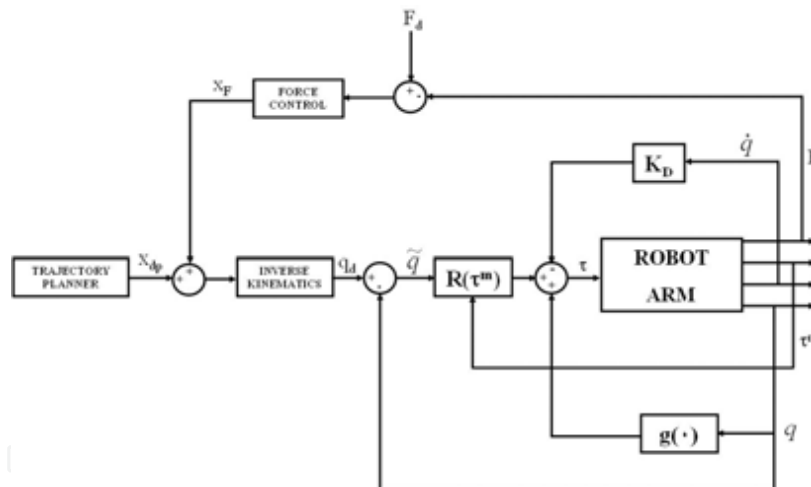 F_d
+
-
x_F
FORCE
CONTROL
q̇
K_D
TRAJECTORY
PLANNER
x_dp
+
+
INVERSE
KINEMATICS
q_d
+
-
q̃
R(τ^m)
-
+
+
τ
ROBOT
ARM
g(·)
q